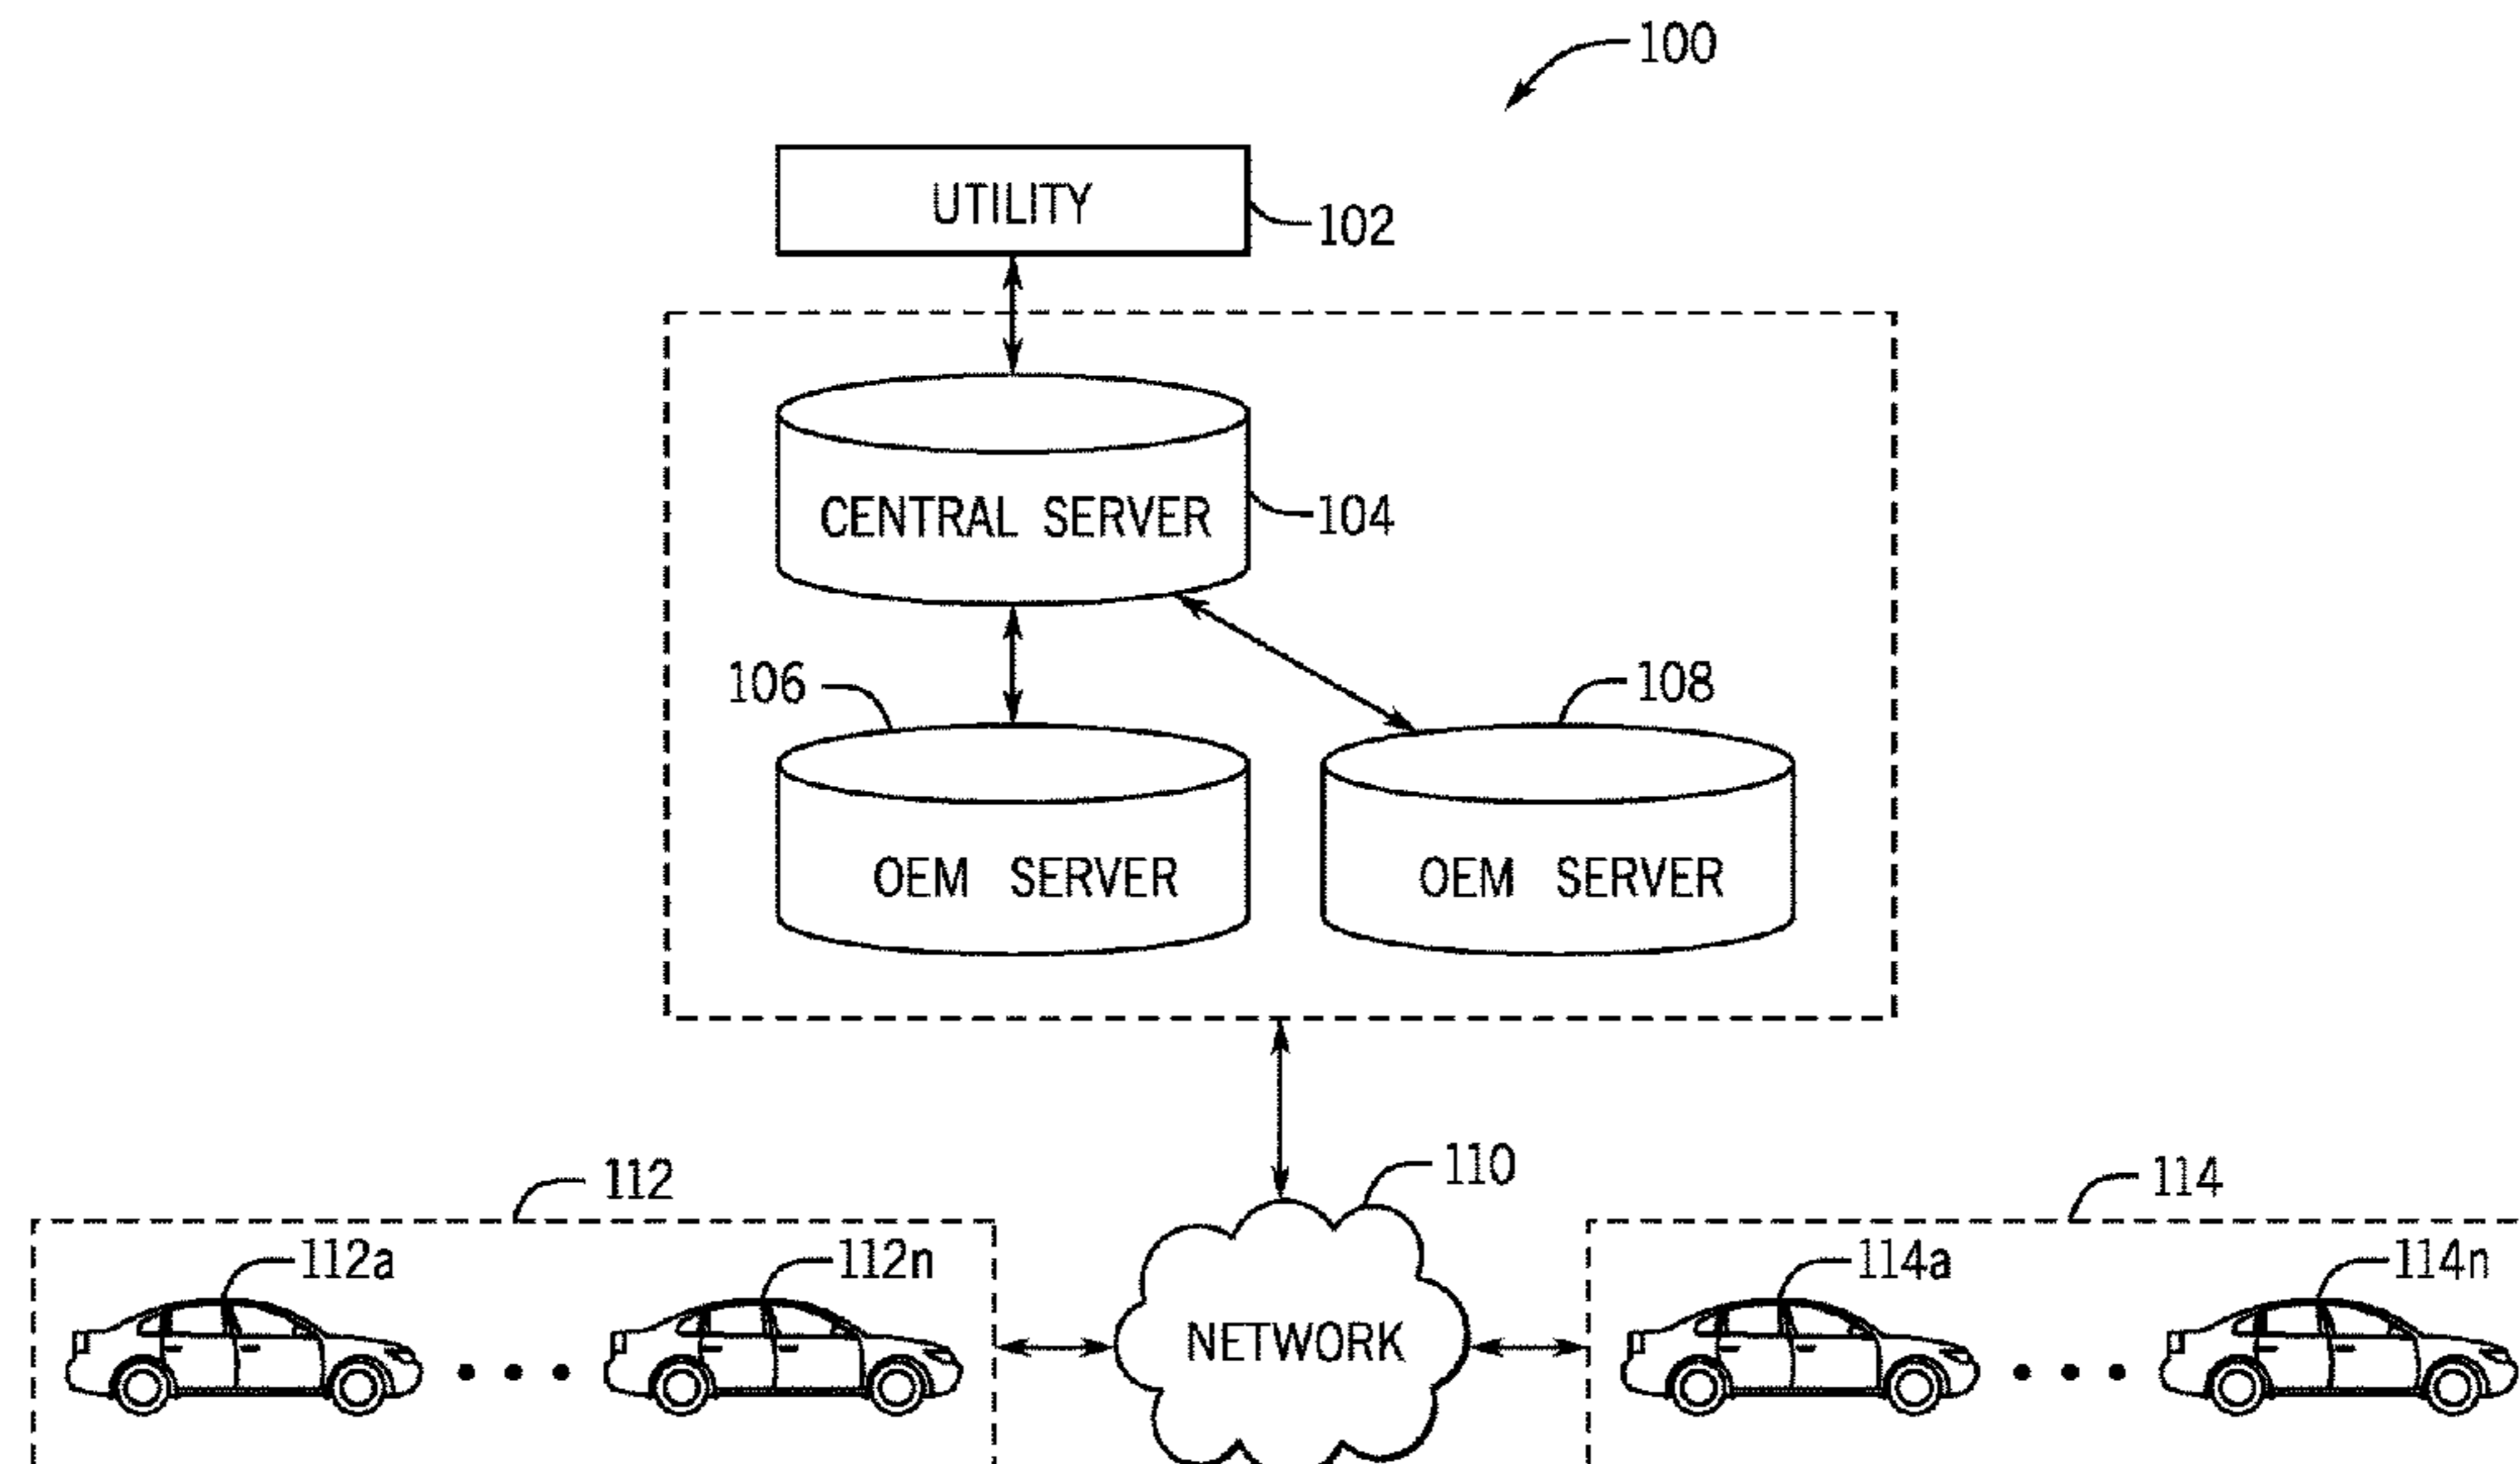 100
UTILITY
102
CENTRAL SERVER
104
106
108
OEM SERVER
OEM SERVER
110
112
114
112a
112n
114a
114n
NETWORK